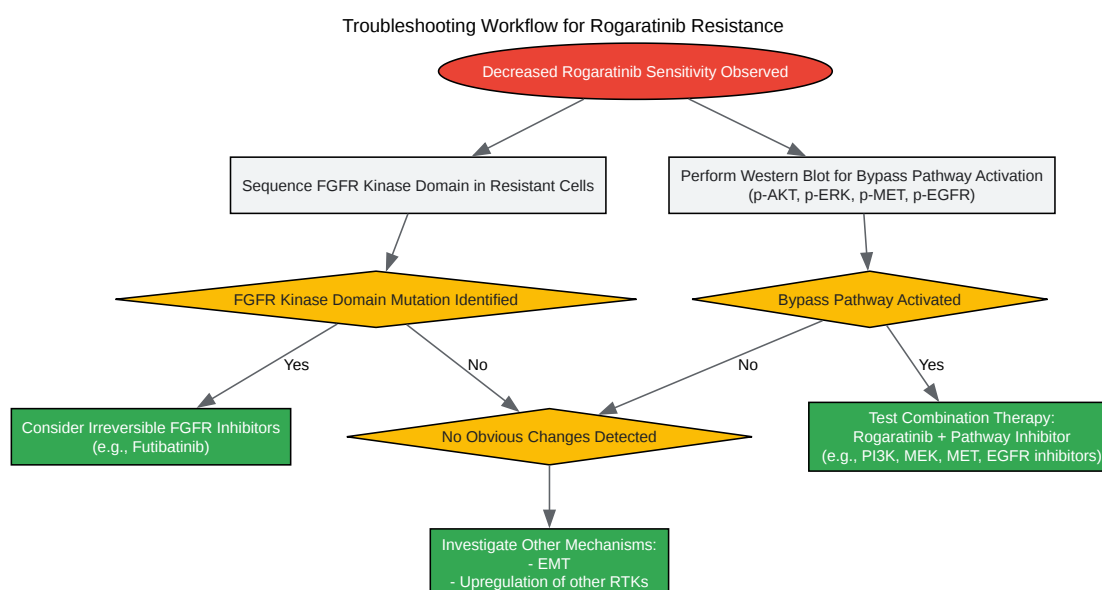 Troubleshooting Workflow for Rogaratinib Resistance
Decreased Rogaratinib Sensitivity Observed
Sequence FGFR Kinase Domain in Resistant Cells
Perform Western Blot for Bypass Pathway Activation
(p-AKT, p-ERK, p-MET, p-EGFR)
FGFR Kinase Domain Mutation Identified
Bypass Pathway Activated
Yes
No
No
Yes
Consider Irreversible FGFR Inhibitors
(e.g., Futibatinib)
No Obvious Changes Detected
Test Combination Therapy:
Rogaratinib + Pathway Inhibitor
(e.g., PI3K, MEK, MET, EGFR inhibitors)
Investigate Other Mechanisms:
- EMT
- Upregulation of other RTKs